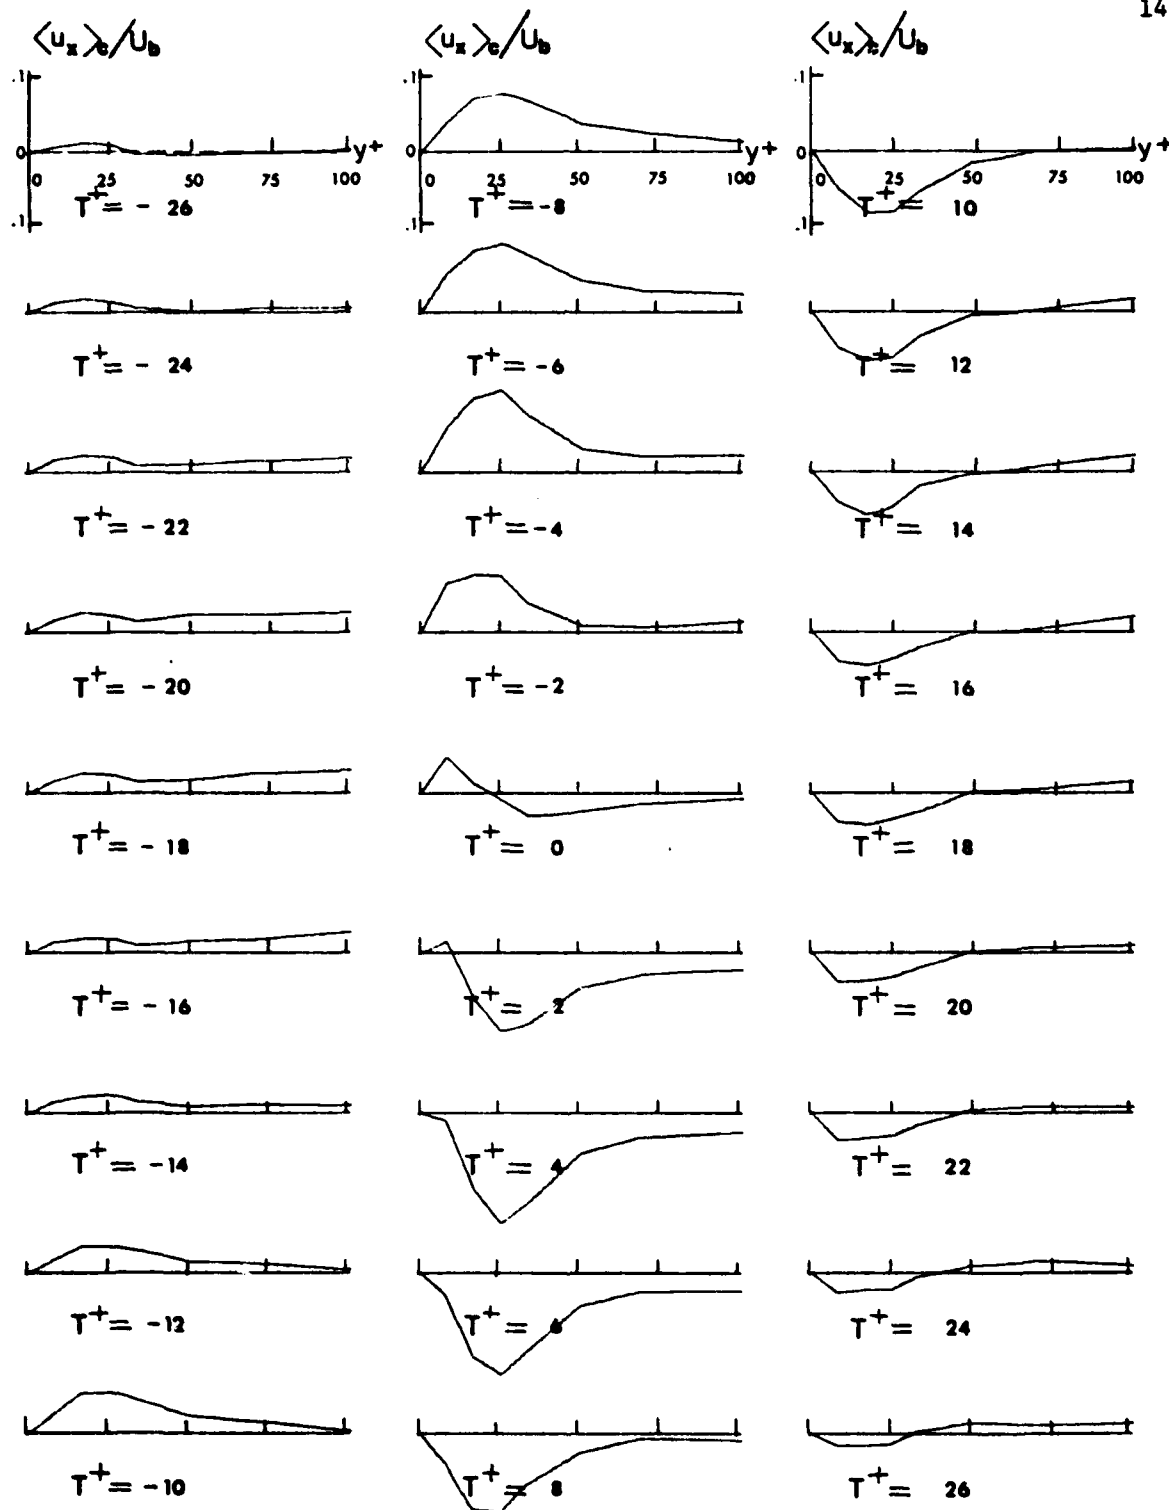 14
⟨u_x⟩_c/U_b ⟨u_x⟩_c/U_b ⟨u_x⟩_c/U_b
.1 .1 .1
0 y+ 0 y+ 0 y+
0 25 50 75 100 0 25 50 75 100 0 25 50 75 100
T+ = - 26 T+ = -8 T+ = 10
.1 .1 .1
T+ = - 24 T+ = -6 T+ = 12
T+ = - 22 T+ = -4 T+ = 14
T+ = - 20 T+ = -2 T+ = 16
T+ = - 18 T+ = 0 T+ = 18
T+ = - 16 T+ = 2 T+ = 20
T+ = -14 T+ = 4 T+ = 22
T+ = -12 T+ = 6 T+ = 24
T+ = -10 T+ = 8 T+ = 26